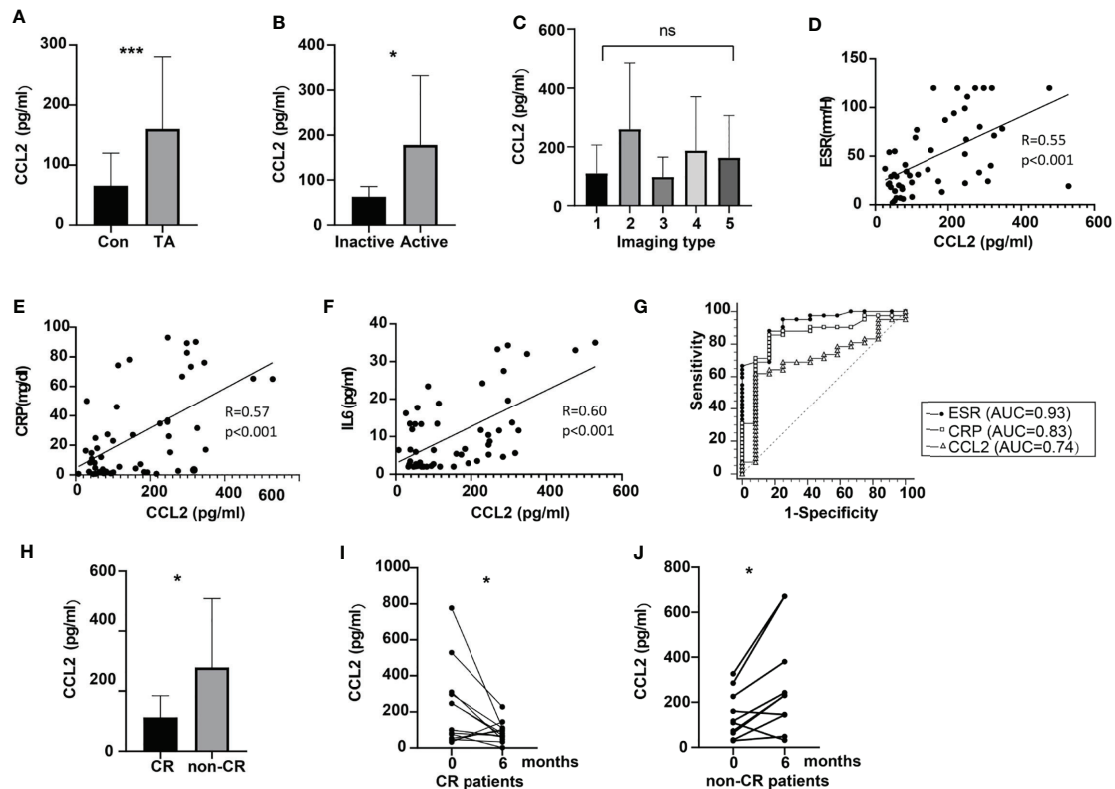 A
CCL2 (pg/ml)
300
200
100
0
***
Con
TA
B
CCL2 (pg/ml)
400
300
200
100
0
*
Inactive
Active
C
CCL2 (pg/ml)
600
400
200
0
ns
1 2 3 4 5
Imaging type
D
ESR(mm/H)
150
100
50
0
R=0.55
p<0.001
0 200 400 600
CCL2 (pg/ml)
E
CRP(mg/dl)
100
80
60
40
20
0
R=0.57
p<0.001
0 200 400 600
CCL2 (pg/ml)
F
IL6 (pg/ml)
40
30
20
10
0
R=0.60
p<0.001
0 200 400 600
CCL2 (pg/ml)
G
Sensitivity
100
80
60
40
20
0
0 20 40 60 80 100
1-Specificity
ESR (AUC=0.93)
CRP (AUC=0.83)
CCL2 (AUC=0.74)
H
CCL2 (pg/ml)
600
400
200
0
*
CR
non-CR
I
CCL2 (pg/ml)
1000
800
600
400
200
0
*
0 6 months
CR patients
J
CCL2 (pg/ml)
800
600
400
200
0
*
0 6 months
non-CR patients